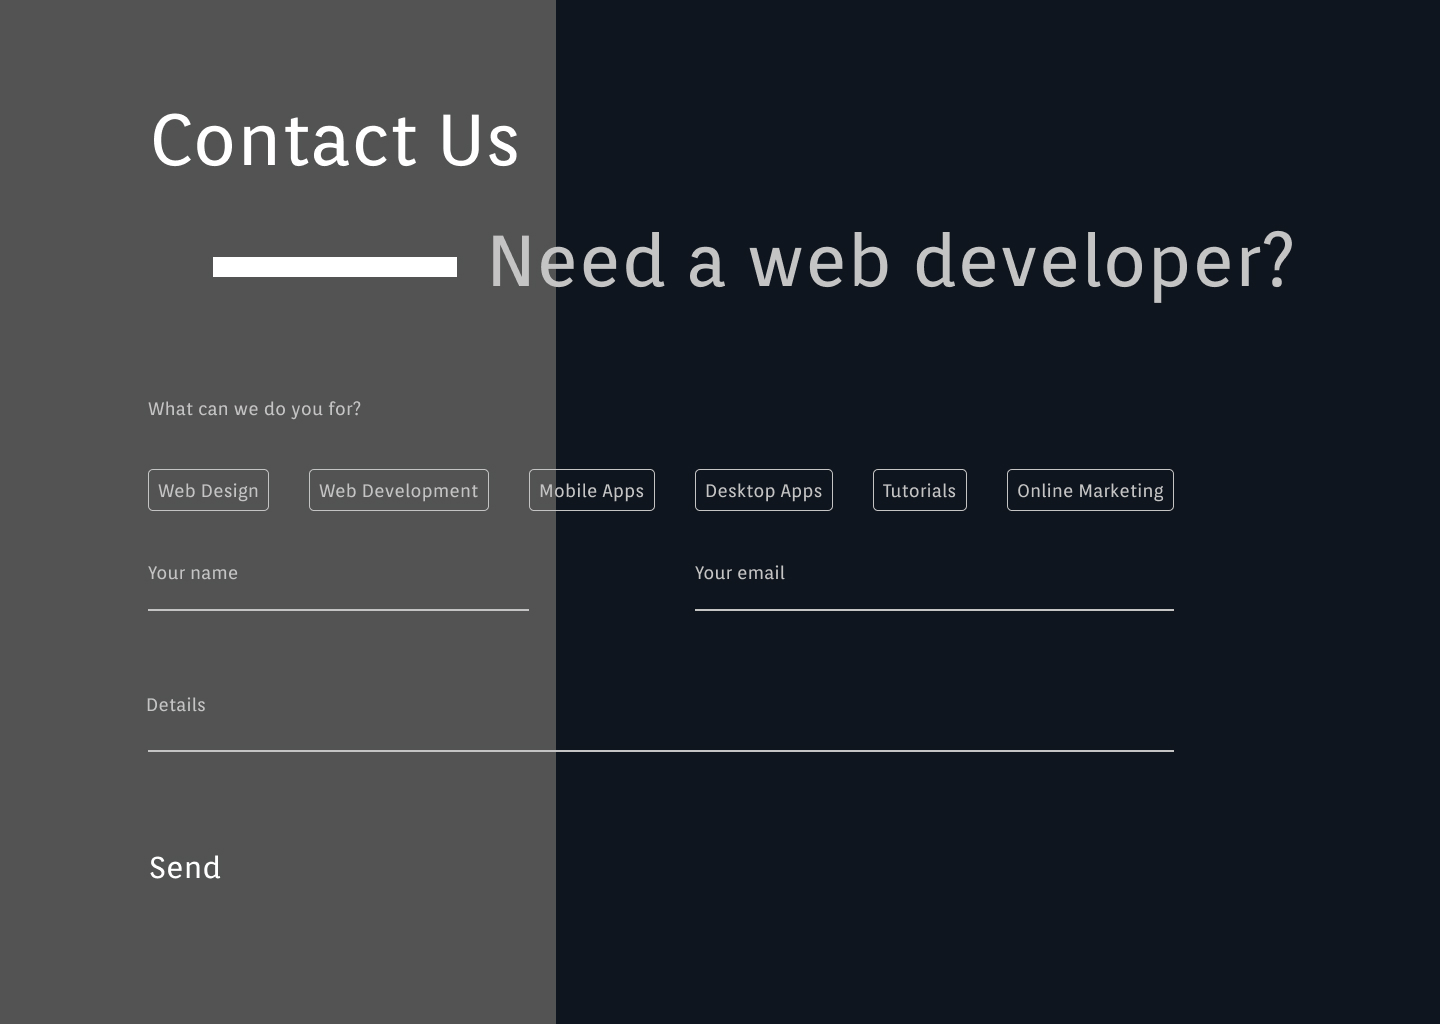 Contact Us
Need a web developer?
What can we do you for?
Web Design Web Development Mobile Apps Desktop Apps Tutorials Online Marketing
Your name Your email
Details
Send